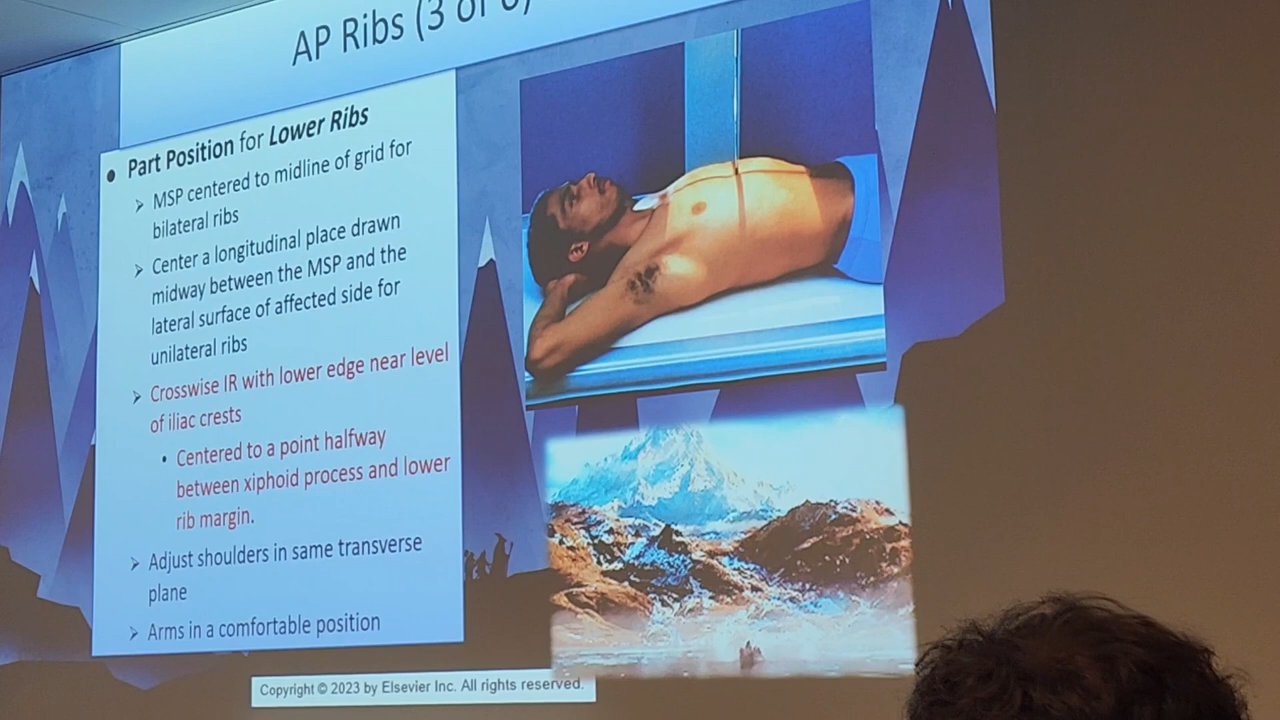 AP Ribs (3 of 6)
• Part Position for Lower Ribs
➢ MSP centered to midline of grid for
bilateral ribs
➢ Center a longitudinal place drawn
midway between the MSP and the
lateral surface of affected side for
unilateral ribs
➢ Crosswise IR with lower edge near level
of iliac crests
• Centered to a point halfway
between xiphoid process and lower
rib margin.
➢ Adjust shoulders in same transverse
plane
➢ Arms in a comfortable position
Copyright © 2023 by Elsevier Inc. All rights reserved.